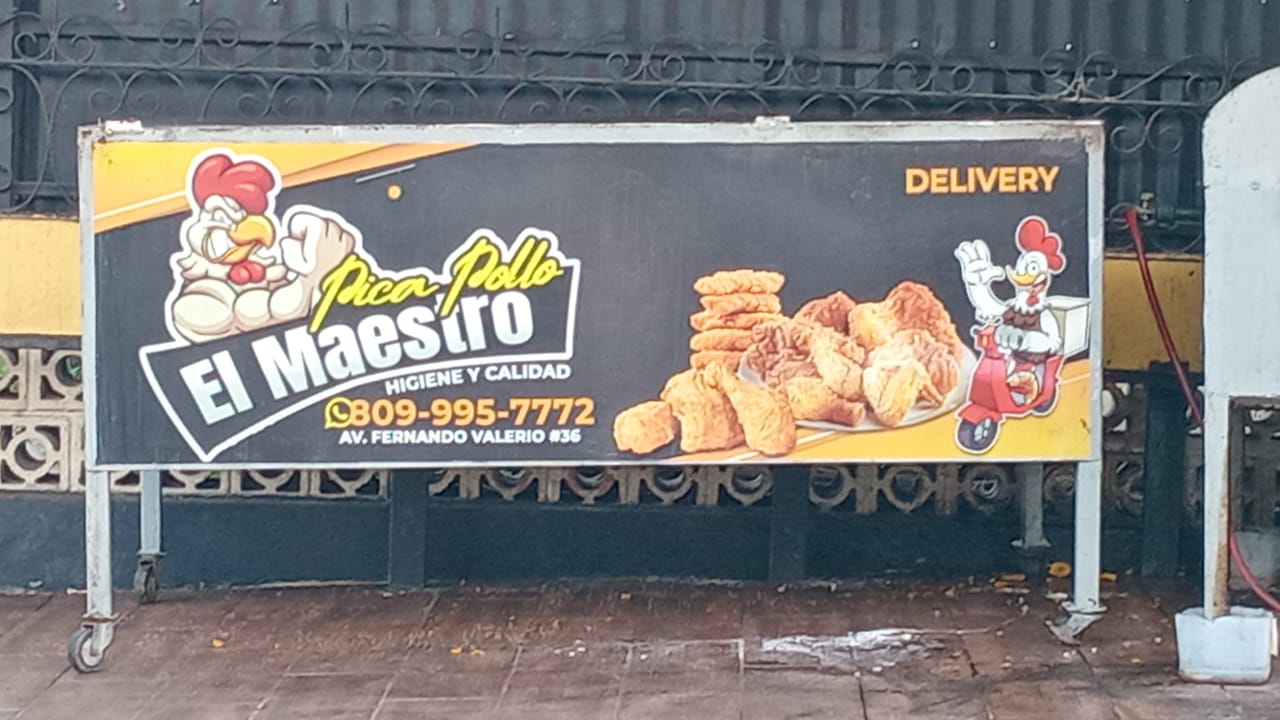 DELIVERY
Pica Pollo
El Maestro
HIGIENE Y CALIDAD
809-995-7772
AV. FERNANDO VALERIO #36